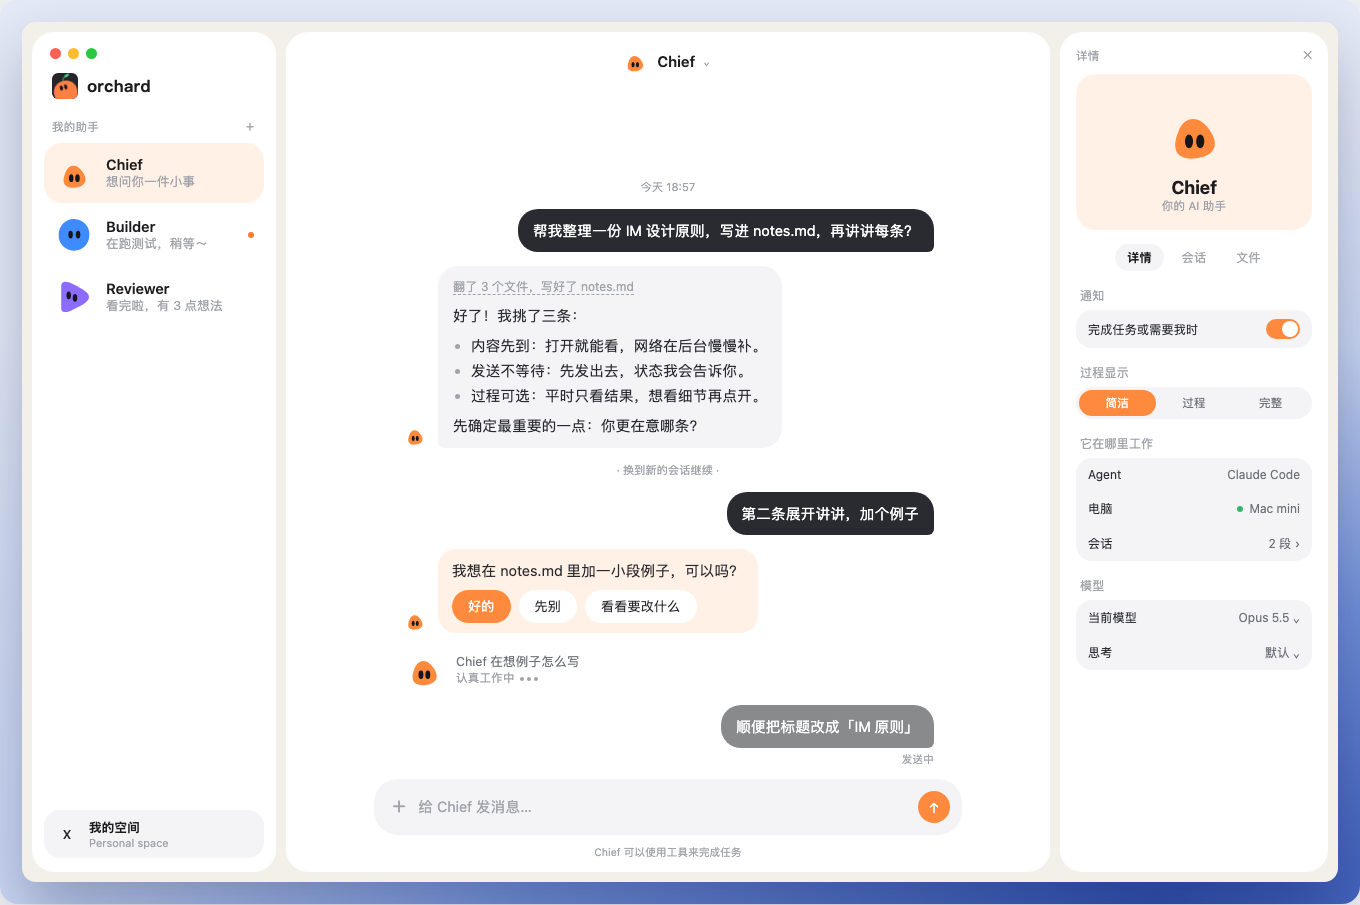 orchard
我的助手
+
Chief
想问你一件小事
Builder
在跑测试，稍等～
Reviewer
看完啦，有 3 点想法
X
我的空间
Personal space
Chief
今天 18:57
帮我整理一份 IM 设计原则，写进 notes.md，再讲讲每条？
翻了 3 个文件，写好了 notes.md
好了！我挑了三条：
• 内容先到：打开就能看，网络在后台慢慢补。
• 发送不等待：先发出去，状态我会告诉你。
• 过程可选：平时只看结果，想看细节再点开。
先确定最重要的一点：你更在意哪条？
· 换到新的会话继续 ·
第二条展开讲讲，加个例子
我想在 notes.md 里加一小段例子，可以吗？
好的 先别 看看要改什么
Chief 在想例子怎么写
认真工作中
顺便把标题改成「IM 原则」
发送中
+ 给 Chief 发消息...
Chief 可以使用工具来完成任务
详情
Chief
你的 AI 助手
详情 会话 文件
通知
完成任务或需要我时
过程显示
简洁 过程 完整
它在哪里工作
Agent Claude Code
电脑 Mac mini
会话 2 段 ›
模型
当前模型 Opus 5.5
思考 默认